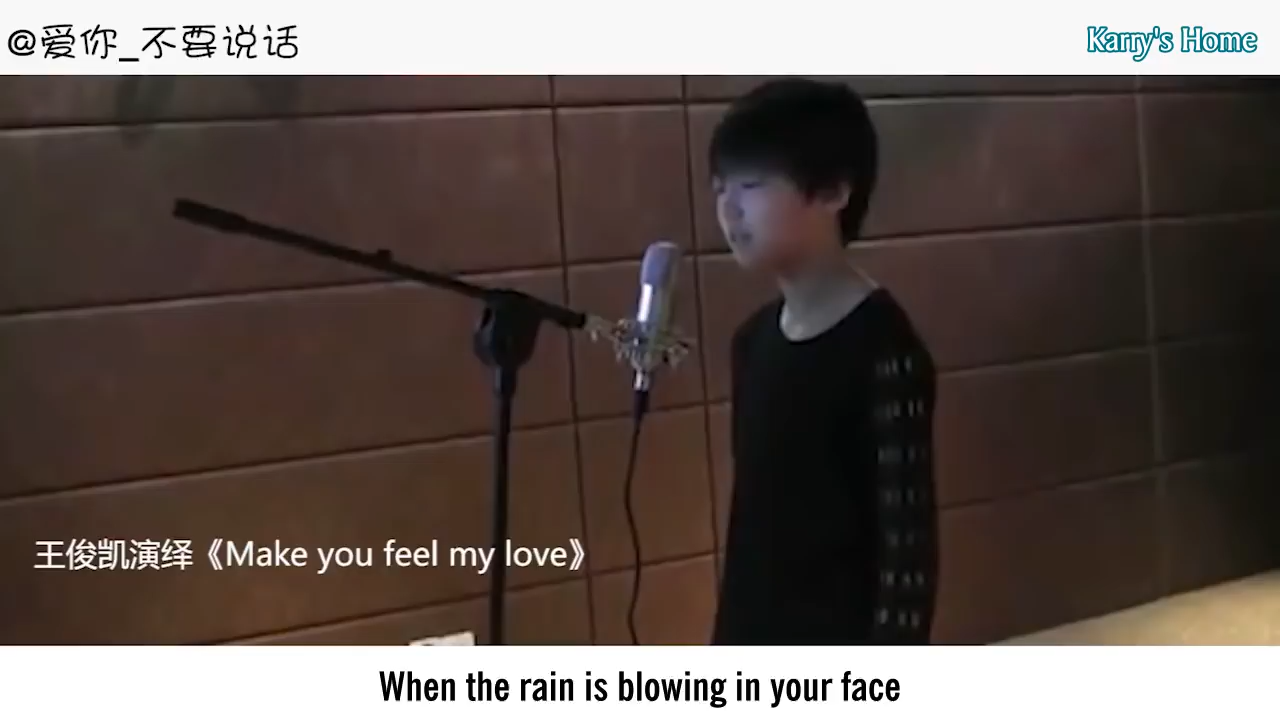 @爱你_不要说话
Karry's Home
王俊凯演绎《Make you feel my love》
When the rain is blowing in your face